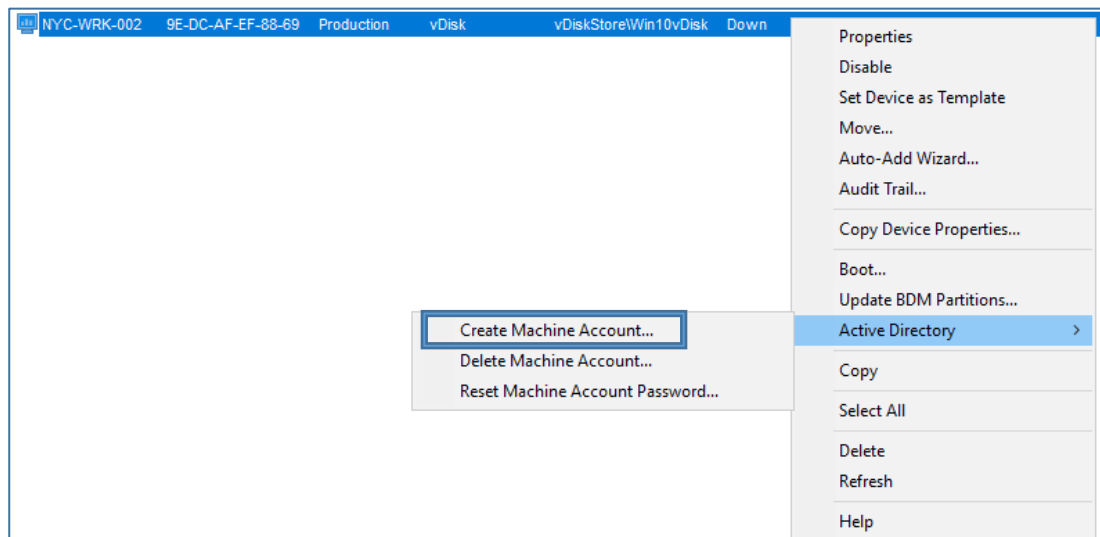 NYC-WRK-002 9E-DC-AF-EF-88-69 Production vDisk vDiskStore\Win10vDisk Down
Properties
Disable
Set Device as Template
Move...
Auto-Add Wizard...
Audit Trail...
Copy Device Properties...
Boot...
Update BDM Partitions...
Active Directory >
Create Machine Account...
Delete Machine Account...
Reset Machine Account Password...
Copy
Select All
Delete
Refresh
Help